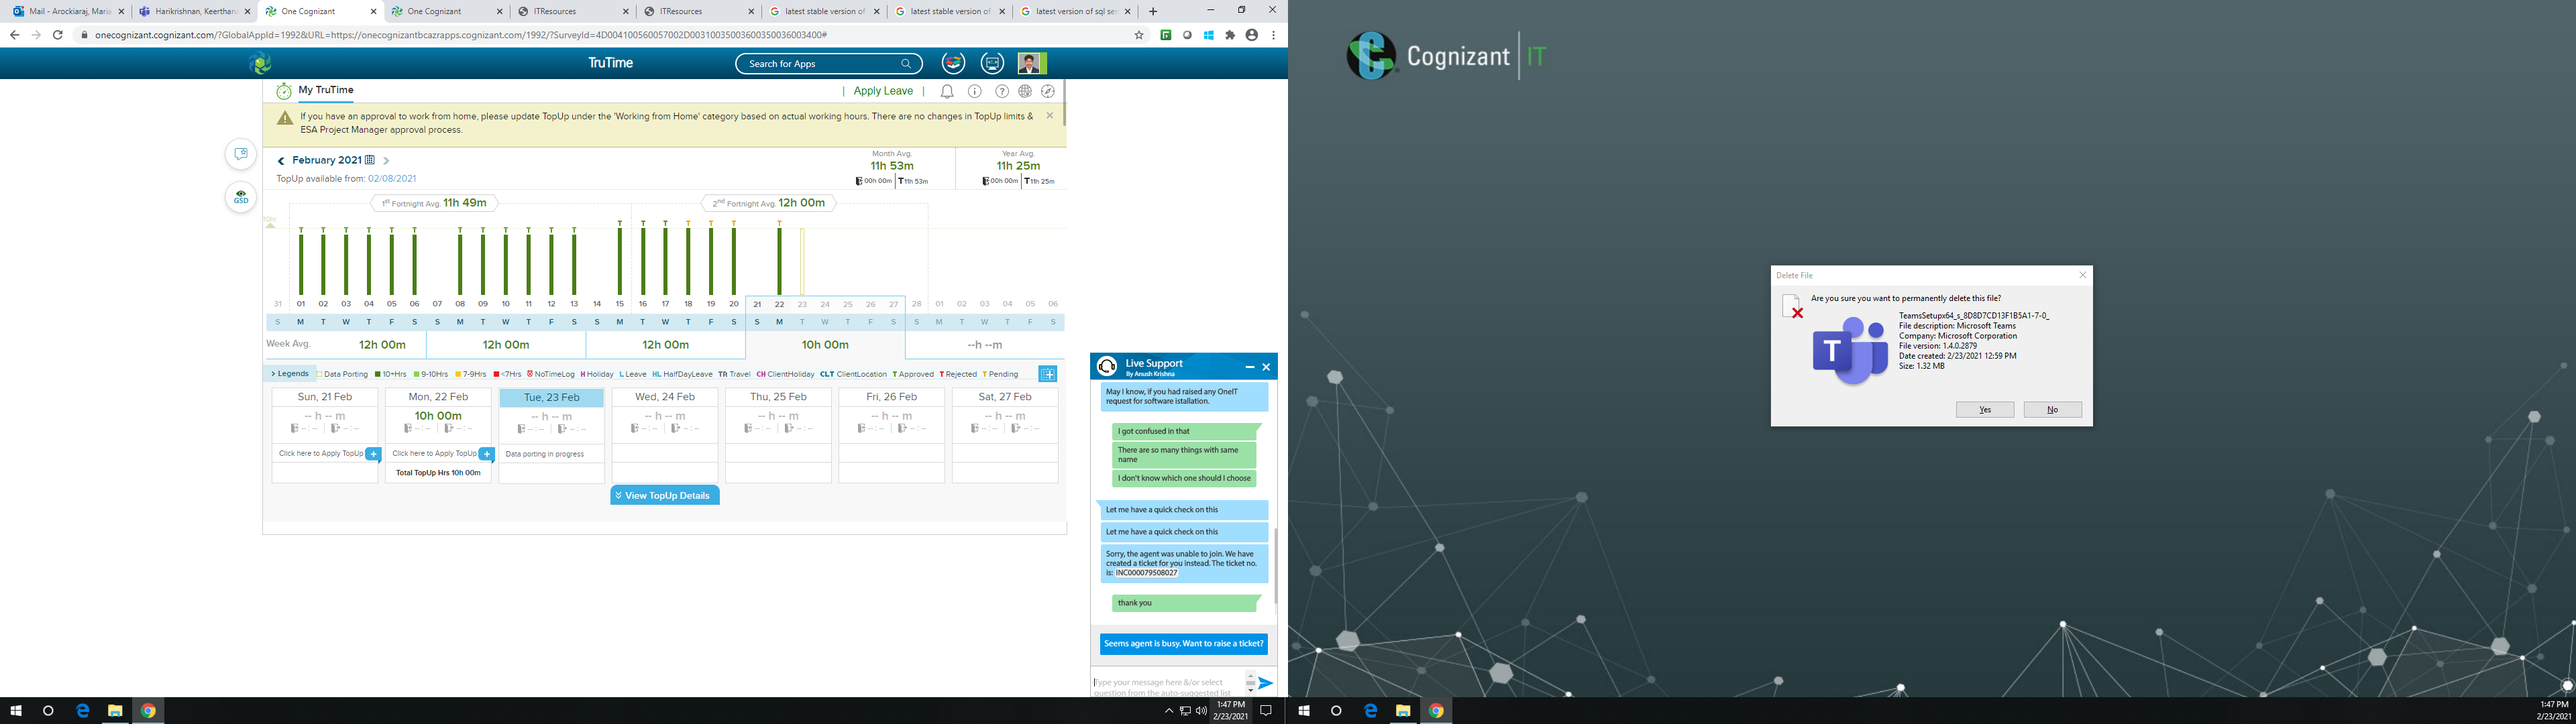 Mail - Arockiaraj, Maria
Harikrishnan, Keerthana
One Cognizant
One Cognizant
ITResources
ITResources
latest stable version of
latest stable version of
latest version of sql ser
onecognizant.cognizant.com/?GlobalAppId=1992&URL=https://onecognizantbcazrapps.cognizant.com/1992/?SurveyId=4D004100560057002D0031003500360035003600340​0#
TruTime
Search for Apps
My TruTime
| Apply Leave |
If you have an approval to work from home, please update TopUp under the 'Working from Home' category based on actual working hours. There are no changes in TopUp limits &
ESA Project Manager approval process.
February 2021
TopUp available from: 02/08/2021
Month Avg.
11h 53m
00h 00m T 11h 53m
Year Avg.
11h 25m
00h 00m T 11h 25m
GSD
1st Fortnight Avg. 11h 49m
2nd Fortnight Avg. 12h 00m
T T T T T T T T T T T T T T T T T T T
31 01 02 03 04 05 06 07 08 09 10 11 12 13 14 15 16 17 18 19 20 21 22 23 24 25 26 27 28 01 02 03 04 05 06
S M T W T F S S M T W T F S S M T W T F S S M T W T F S S M T W T F S
Week Avg. 12h 00m 12h 00m 12h 00m 10h 00m --h --m
> Legends Data Porting 10+Hrs 9-10Hrs 7-9Hrs <7Hrs NoTimeLog H Holiday L Leave HL HalfDayLeave TR Travel CH ClientHoliday CLT ClientLocation T Approved T Rejected T Pending
Sun, 21 Feb Mon, 22 Feb Tue, 23 Feb Wed, 24 Feb Thu, 25 Feb Fri, 26 Feb Sat, 27 Feb
-- h -- m 10h 00m -- h -- m -- h -- m -- h -- m -- h -- m -- h -- m
-- : -- | -- : -- -- : -- | -- : -- -- : -- | -- : -- -- : -- | -- : -- -- : -- | -- : -- -- : -- | -- : -- -- : -- | -- : --
Click here to Apply TopUp + Click here to Apply TopUp + Data porting in progress
Total TopUp Hrs 10h 00m
View TopUp Details
Live Support
By Anush Krishna
May I know, if you had raised any OneIT
request for software istallation.
I got confused in that
There are so many things with same
name
I don't know which one should I choose
Let me have a quick check on this
Let me have a quick check on this
Sorry, the agent was unable to join. We have
created a ticket for you instead. The ticket no.
is: INC000079508027
thank you
Seems agent is busy. Want to raise a ticket?
Type your message here &/or select
question from the auto-suggested list
1:47 PM
2/23/2021
Cognizant | IT
Delete File
Are you sure you want to permanently delete this file?
TeamsSetupx64_s_8D8D7CD13F1B5A1-7-0_
File description: Microsoft Teams
Company: Microsoft Corporation
File version: 1.4.0.2879
Date created: 2/23/2021 12:59 PM
Size: 1.32 MB
Yes
No
1:47 PM
2/23/2021